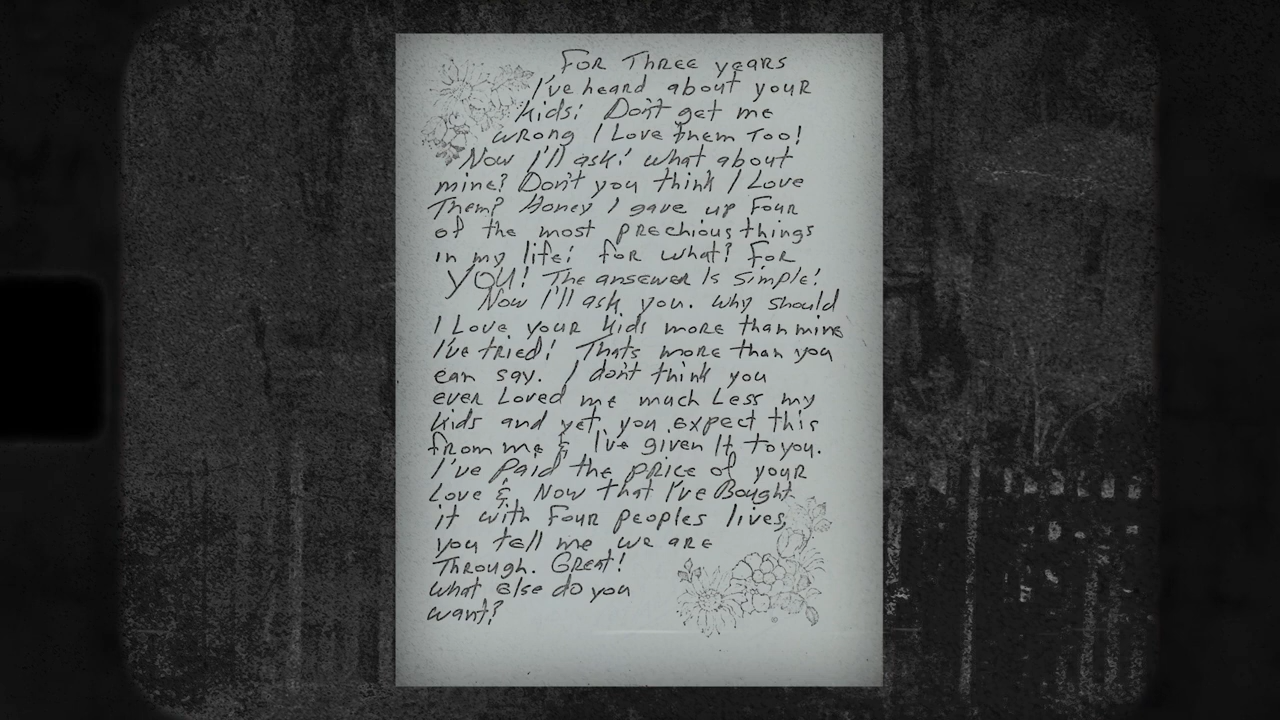 FOR THREE years
I've heard about your
kids! Don't get me
wrong I Love them Too!
Now I'll ask! what about
mine? Don't you think I Love
Them? Honey I gave up Four
of the most prechious things
in my life! for what? For
YOU! The ansewer Is simple!
Now I'll ask you. why should
I Love your kids more than mine
I've tried! Thats more than you
can say. I don't think you
ever Loved me much Less my
kids and yet, you expect this
from me & I've given It to you.
I've Paid the price of your
Love & Now that I've Bought
it with Four peoples lives,
you tell me we are
Through. Great!
what else do you
want?